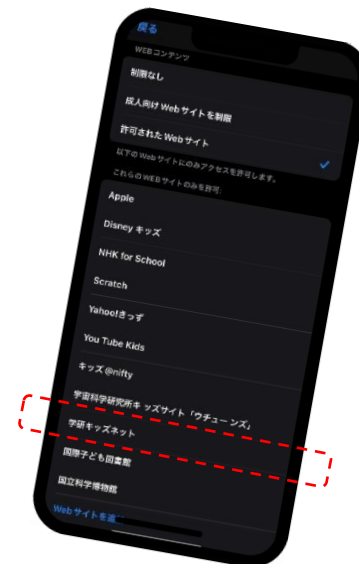 戻る
WEBコンテンツ
制限なし
成人向けWebサイトを制限
許可されたWebサイト
以下のWebサイトにのみアクセスを許可します。
これらのWEBサイトのみを許可:
Apple
Disney キッズ
NHK for School
Scratch
Yahoo!きっず
You Tube Kids
キッズ@nifty
宇宙科学研究所キッズサイト「ウチューンズ」
学研キッズネット
国際子ども図書館
国立科学博物館
Webサイトを追